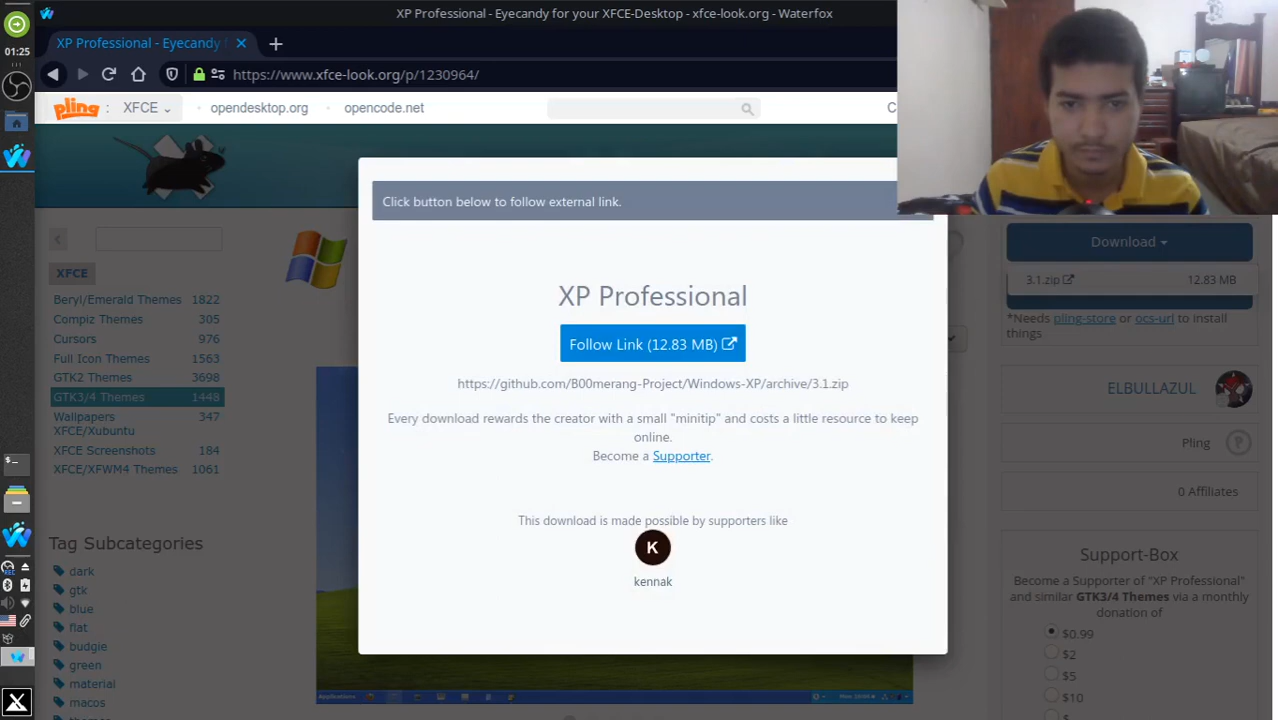 XP Professional - Eyecandy for your XFCE-Desktop - xfce-look.org - Waterfox
01:25
XP Professional - Eyecandy f
https://www.xfce-look.org/p/1230964/
pling : XFCE opendesktop.org opencode.net C
Click button below to follow external link.
Download
3.1.zip 12.83 MB
*Needs pling-store or ocs-url to install
things
XFCE
Beryl/Emerald Themes 1822
Compiz Themes 305
Cursors 976
Full Icon Themes 1563
GTK2 Themes 3698
GTK3/4 Themes 1448
Wallpapers 347
XFCE/Xubuntu
XFCE Screenshots 184
XFCE/XFWM4 Themes 1061
XP Professional
Follow Link (12.83 MB)
https://github.com/B00merang-Project/Windows-XP/archive/3.1.zip
Every download rewards the creator with a small "minitip" and costs a little resource to keep
online.
Become a Supporter.
This download is made possible by supporters like
K
kennak
ELBULLAZUL
Pling
0 Affiliates
Tag Subcategories
dark
gtk
blue
flat
budgie
green
material
macos
Support-Box
Become a Supporter of "XP Professional"
and similar GTK3/4 Themes via a monthly
donation of
$0.99
$2
$5
$10
Applications